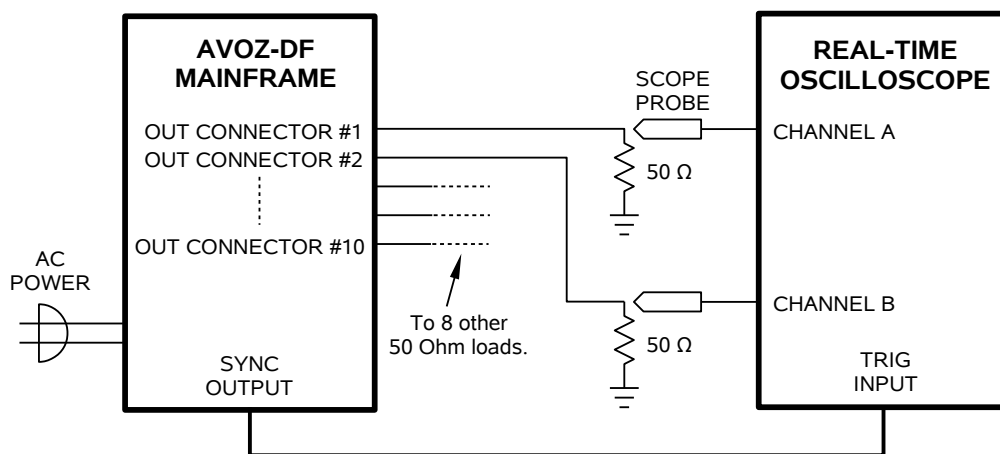 AVOZ-DF
MAINFRAME
OUT CONNECTOR #1
OUT CONNECTOR #2
OUT CONNECTOR #10
AC
POWER
SYNC
OUTPUT
To 8 other
50 Ohm loads.
SCOPE
PROBE
50 Ω
50 Ω
REAL-TIME
OSCILLOSCOPE
CHANNEL A
CHANNEL B
TRIG
INPUT